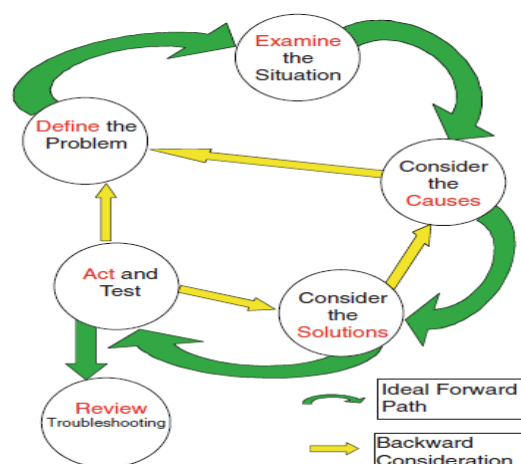 Examine
the
Situation
Define the
Problem
Consider
the
Causes
Act and
Test
Consider
the
Solutions
Review
Troubleshooting
Ideal Forward
Path
Backward
Consideration